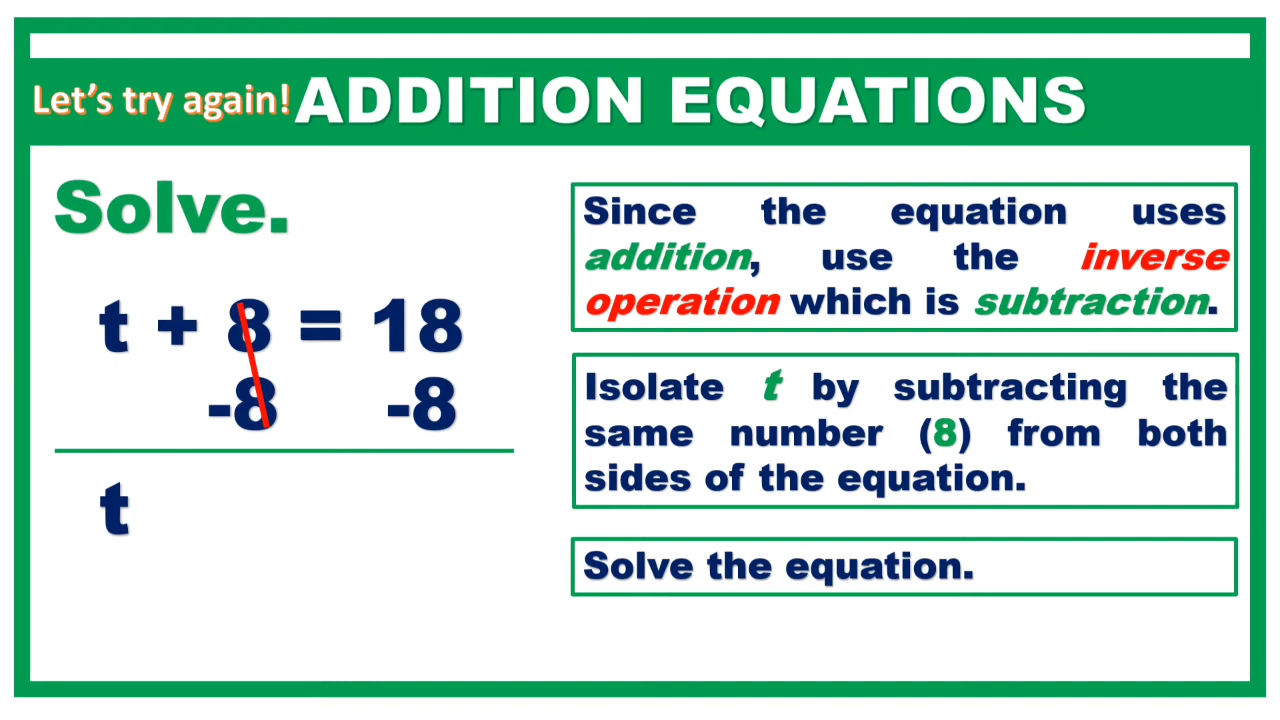 Let's try again! ADDITION EQUATIONS
Solve.
t + 8 = 18
-8 -8
t
Since the equation uses
addition, use the inverse
operation which is subtraction.
Isolate t by subtracting the
same number (8) from both
sides of the equation.
Solve the equation.